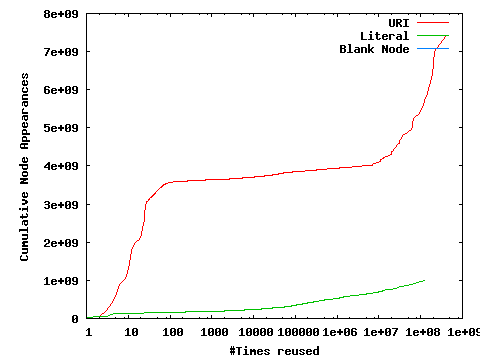 8e+09
7e+09
6e+09
5e+09
4e+09
3e+09
2e+09
1e+09
0
Cumulative Node Appearances
URI
Literal
Blank Node
1 10 100 1000 10000 100000 1e+06 1e+07 1e+08 1e+09
#Times reused